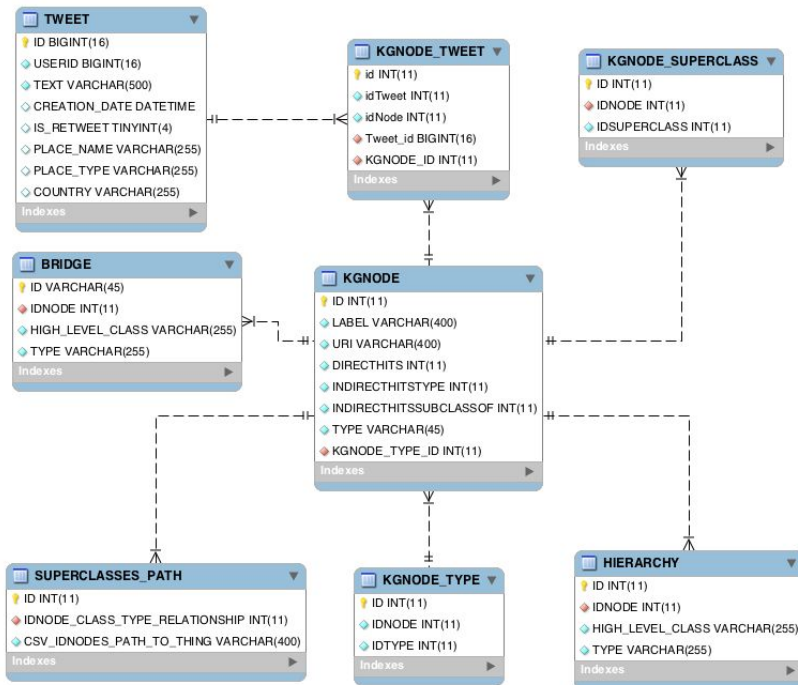 TWEET
ID BIGINT(16)
USERID BIGINT(16)
TEXT VARCHAR(500)
CREATION_DATE DATETIME
IS_RETWEET TINYINT(4)
PLACE_NAME VARCHAR(255)
PLACE_TYPE VARCHAR(255)
COUNTRY VARCHAR(255)
Indexes
KGNODE_TWEET
id INT(11)
idTweet INT(11)
idNode INT(11)
Tweet_id BIGINT(16)
KGNODE_ID INT(11)
Indexes
KGNODE_SUPERCLASS
ID INT(11)
IDNODE INT(11)
IDSUPERCLASS INT(11)
Indexes
BRIDGE
ID VARCHAR(45)
IDNODE INT(11)
HIGH_LEVEL_CLASS VARCHAR(255)
TYPE VARCHAR(255)
Indexes
KGNODE
ID INT(11)
LABEL VARCHAR(400)
URI VARCHAR(400)
DIRECTHITS INT(11)
INDIRECTHITSTYPE INT(11)
INDIRECTHITSSUBCLASSOF INT(11)
TYPE VARCHAR(45)
KGNODE_TYPE_ID INT(11)
Indexes
SUPERCLASSES_PATH
ID INT(11)
IDNODE_CLASS_TYPE_RELATIONSHIP INT(11)
CSV_IDNODES_PATH_TO_THING VARCHAR(400)
Indexes
KGNODE_TYPE
ID INT(11)
IDNODE INT(11)
IDTYPE INT(11)
Indexes
HIERARCHY
ID INT(11)
IDNODE INT(11)
HIGH_LEVEL_CLASS VARCHAR(255)
TYPE VARCHAR(255)
Indexes